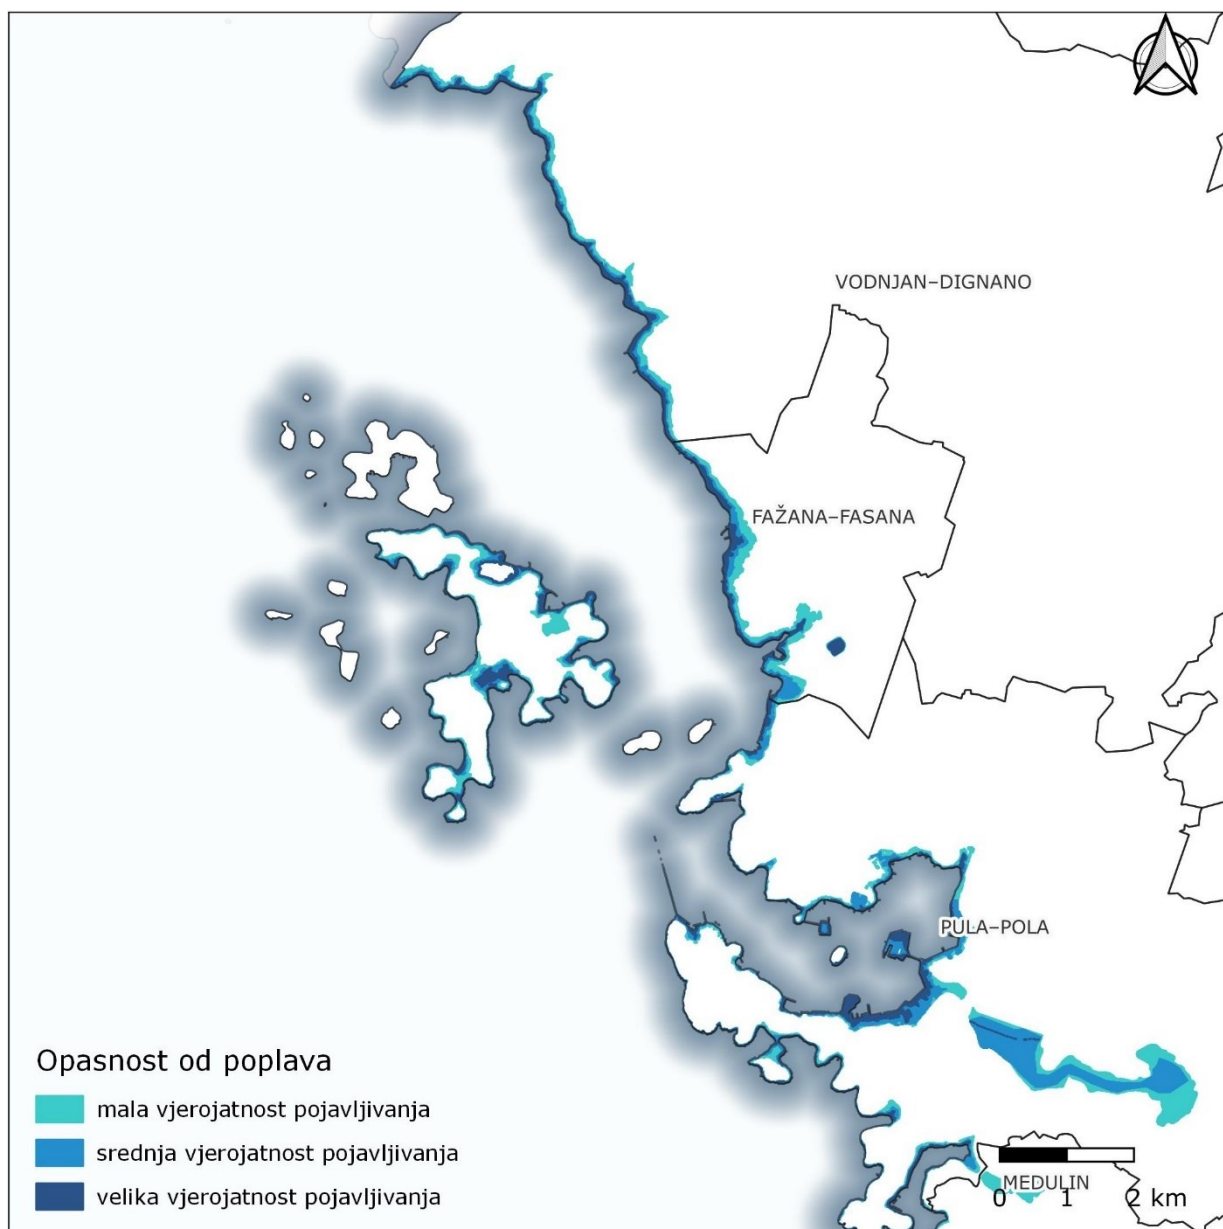 VODNJAN–DIGNANO
FAŽANA–FASANA
PULA–POLA
Opasnost od poplava
mala vjerojatnost pojavljivanja
srednja vjerojatnost pojavljivanja
velika vjerojatnost pojavljivanja
MEDULIN
0 1 2 km